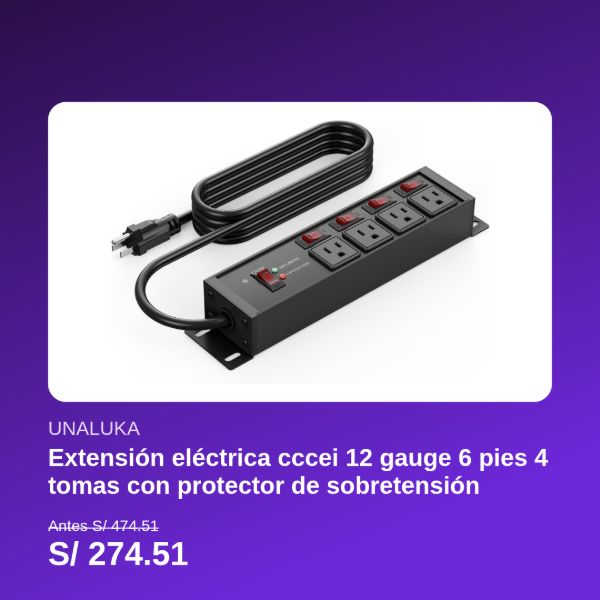 UNALUKA
Extensión eléctrica cccei 12 gauge 6 pies 4
tomas con protector de sobretensión
Antes S/ 474.51
S/ 274.51